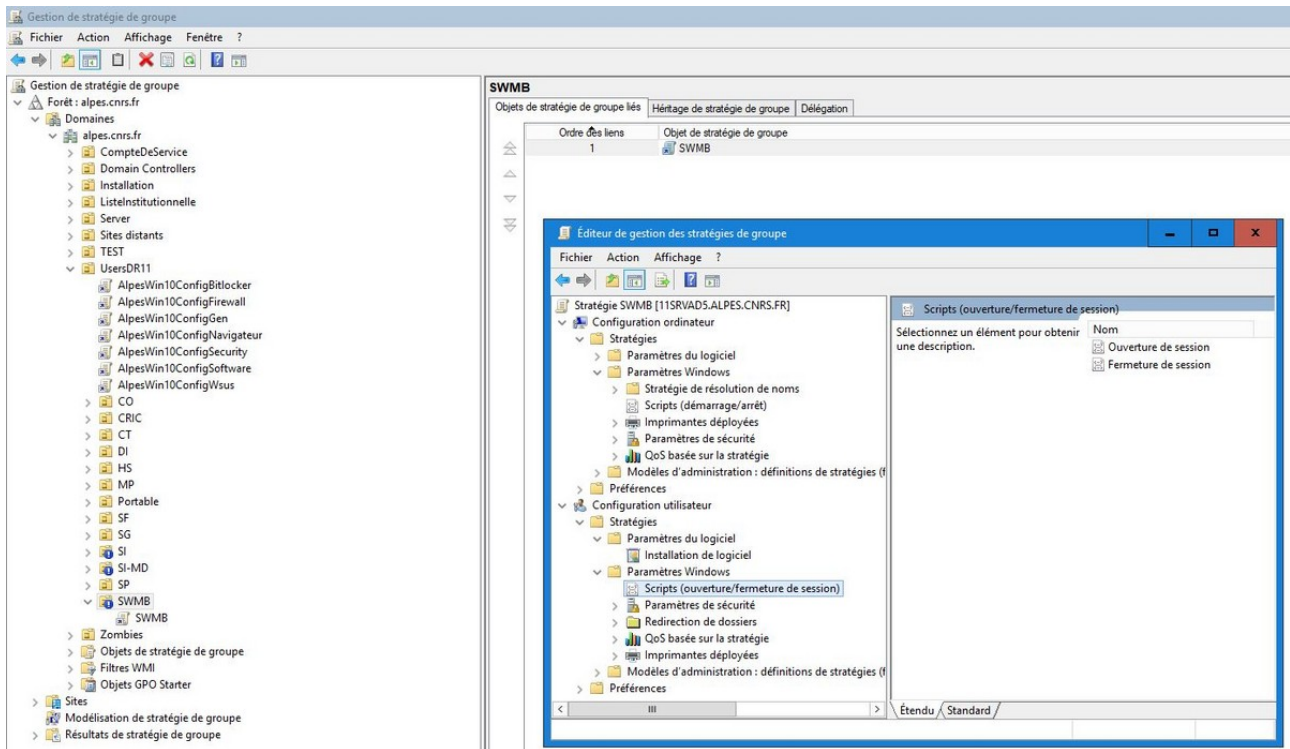 Gestion de stratégie de groupe
Fichier Action Affichage Fenêtre ?
Gestion de stratégie de groupe
Forêt : alpes.cnrs.fr
Domaines
alpes.cnrs.fr
CompteDeService
Domain Controllers
Installation
ListeInstitutionnelle
Server
Sites distants
TEST
UsersDR11
AlpesWin10ConfigBitlocker
AlpesWin10ConfigFirewall
AlpesWin10ConfigGen
AlpesWin10ConfigNavigateur
AlpesWin10ConfigSecurity
AlpesWin10ConfigSoftware
AlpesWin10ConfigWsus
CO
CRIC
CT
DI
HS
MP
Portable
SF
SG
SI
SI-MD
SP
SWMB
SWMB
Zombies
Objets de stratégie de groupe
Filtres WMI
Objets GPO Starter
Sites
Modélisation de stratégie de groupe
Résultats de stratégie de groupe
SWMB
Objets de stratégie de groupe liés Héritage de stratégie de groupe Délégation
Ordre des liens Objet de stratégie de groupe
1 SWMB
Éditeur de gestion des stratégies de groupe
Fichier Action Affichage ?
Stratégie SWMB [11SRVAD5.ALPES.CNRS.FR]
Configuration ordinateur
Stratégies
Paramètres du logiciel
Paramètres Windows
Stratégie de résolution de noms
Scripts (démarrage/arrêt)
Imprimantes déployées
Paramètres de sécurité
QoS basée sur la stratégie
Modèles d'administration : définitions de stratégies (f
Préférences
Configuration utilisateur
Stratégies
Paramètres du logiciel
Installation de logiciel
Paramètres Windows
Scripts (ouverture/fermeture de session)
Paramètres de sécurité
Redirection de dossiers
QoS basée sur la stratégie
Imprimantes déployées
Modèles d'administration : définitions de stratégies (f
Préférences
Scripts (ouverture/fermeture de session)
Sélectionnez un élément pour obtenir
une description.
Nom
Ouverture de session
Fermeture de session
Étendu Standard